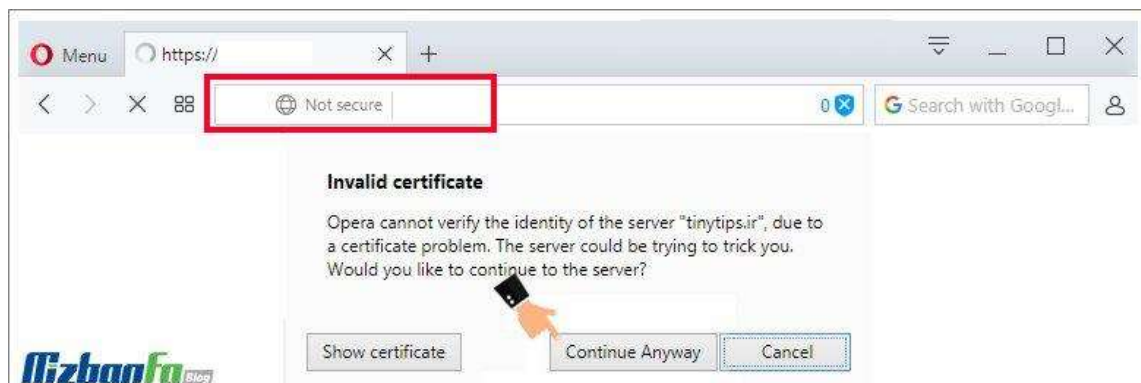 Menu
https://
Not secure
0
Search with Googl...
Invalid certificate
Opera cannot verify the identity of the server "tinytips.ir", due to
a certificate problem. The server could be trying to trick you.
Would you like to continue to the server?
Show certificate
Continue Anyway
Cancel
Mizbanfa Blog